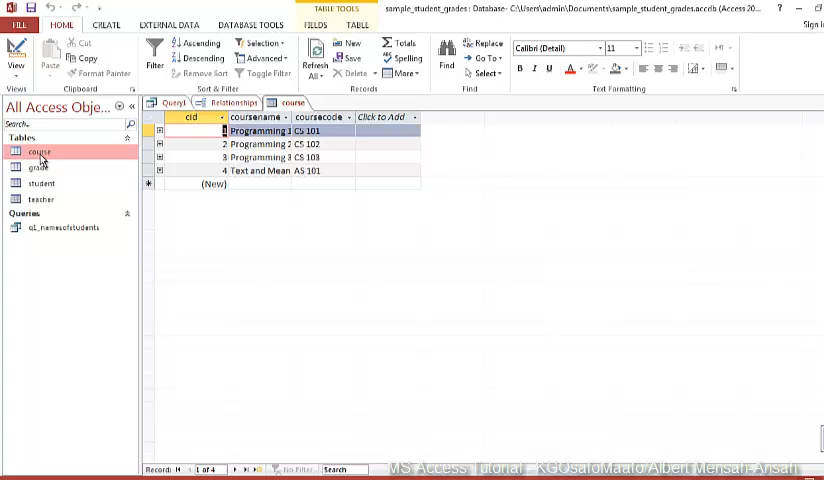 sample_student_grades : Database- C:\Users\admin\Documents\sample_student_grades.accdb (Access 20...
TABLE TOOLS
Sign in
FILE HOME CREATE EXTERNAL DATA DATABASE TOOLS FIELDS TABLE
View
Views
Paste
Cut
Copy
Format Painter
Clipboard
Filter
Ascending
Descending
Remove Sort
Selection
Advanced
Toggle Filter
Sort & Filter
Refresh All
New
Save
Delete
Totals
Spelling
More
Records
Find
Replace
Go To
Select
Find
Calibri (Detail) 11
B I U A
Text Formatting
All Access Obje...
Search..
Tables
course
grade
student
teacher
Queries
q1_namesofstudents
Query1 Relationships course
cid coursename coursecode Click to Add
1 Programming 1 CS 101
2 Programming 2 CS 102
3 Programming 3 CS 103
4 Text and Mean AS 101
(New)
Record: 1 of 4 No Filter Search
MS Access Tutorial - KGOsafoMaafo/Albert Mensah-Ansah